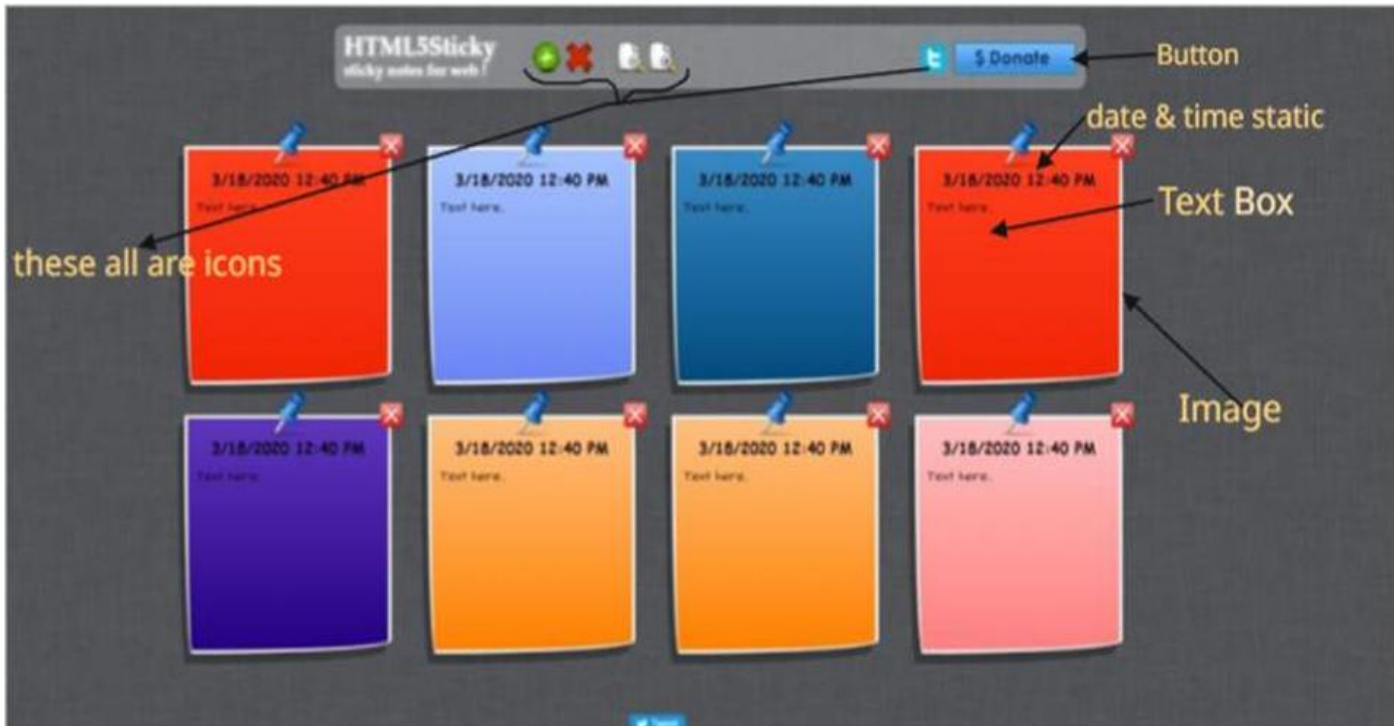 HTML5Sticky
sticky notes for web !
$ Donate
Button
date & time static
3/18/2020 12:40 PM
3/18/2020 12:40 PM
3/18/2020 12:40 PM
3/18/2020 12:40 PM
Text here.
Text here.
Text here.
Text here.
Text Box
these all are icons
Image
3/18/2020 12:40 PM
3/18/2020 12:40 PM
3/18/2020 12:40 PM
3/18/2020 12:40 PM
Text here.
Text here.
Text here.
Text here.